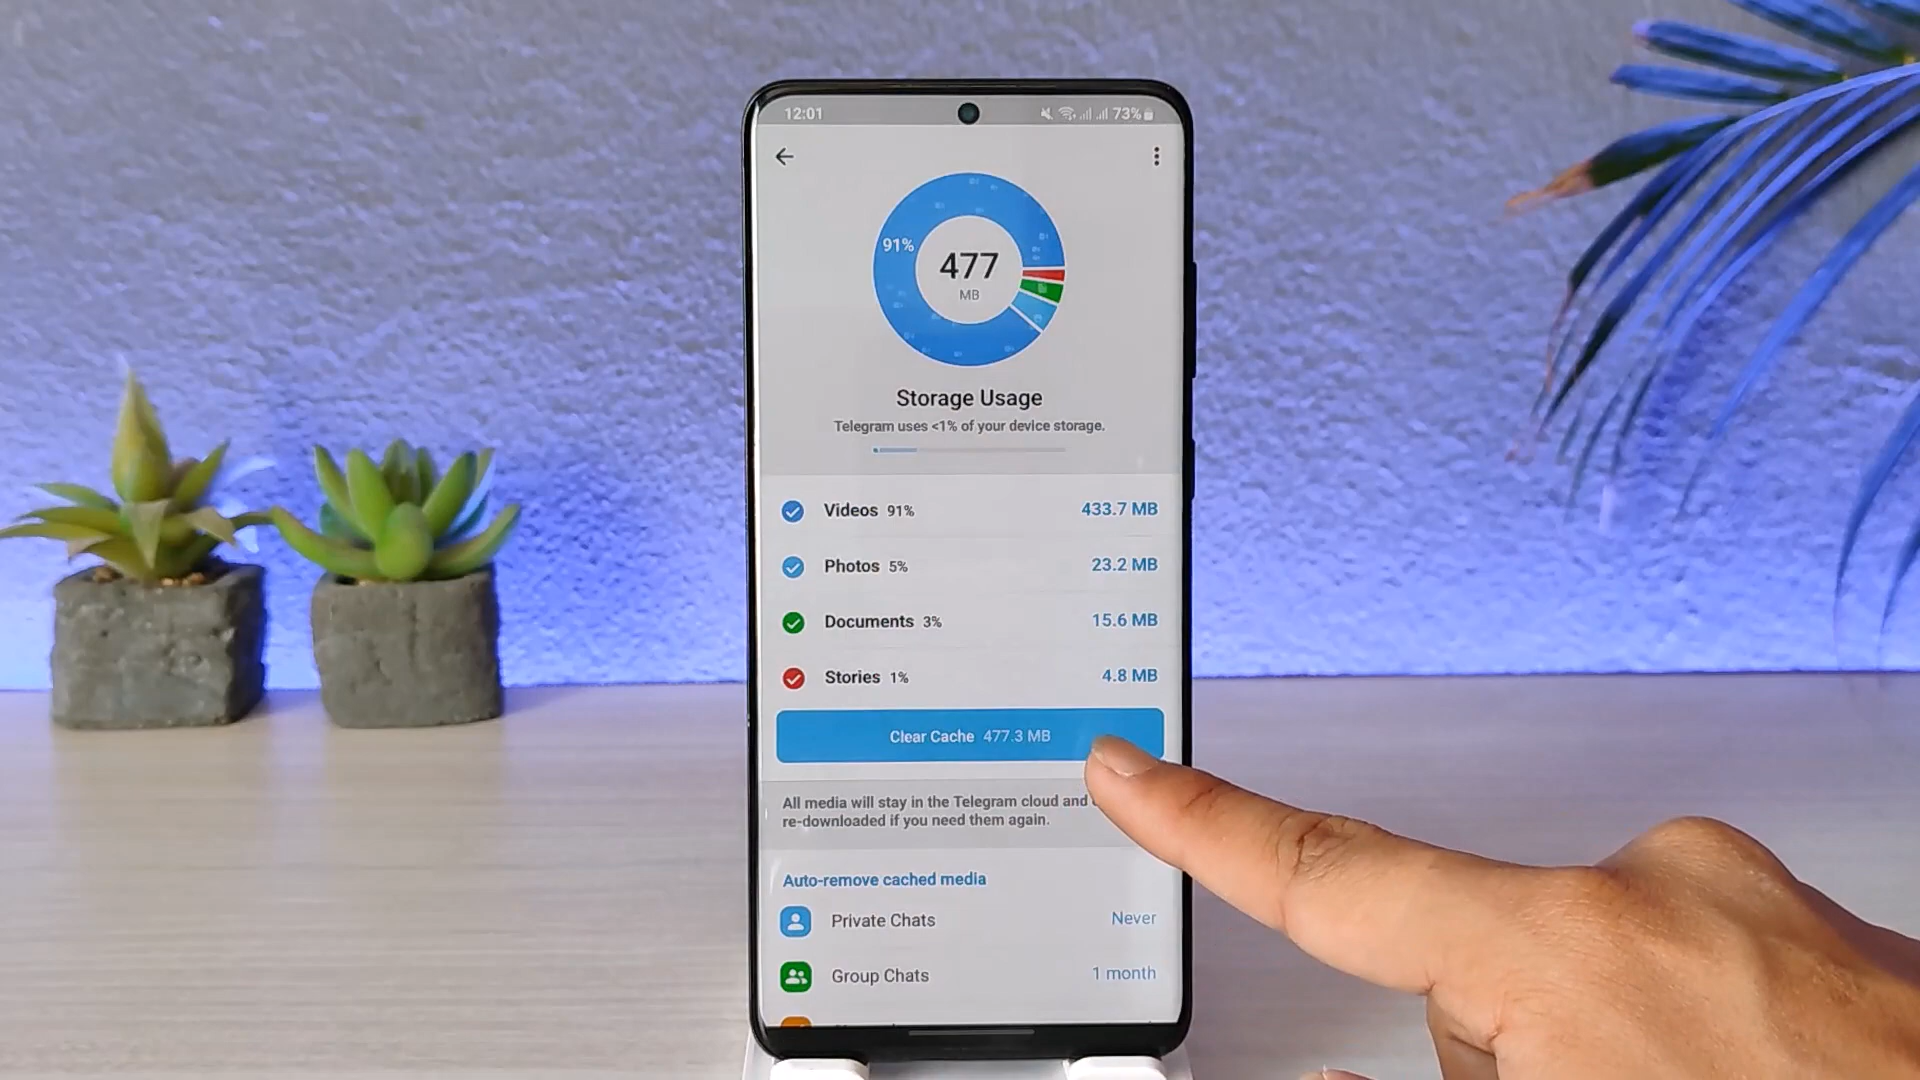 12:01 73%
91%
477
MB
Storage Usage
Telegram uses <1% of your device storage.
Videos 91% 433.7 MB
Photos 5% 23.2 MB
Documents 3% 15.6 MB
Stories 1% 4.8 MB
Clear Cache 477.3 MB
All media will stay in the Telegram cloud and
re-downloaded if you need them again.
Auto-remove cached media
Private Chats Never
Group Chats 1 month